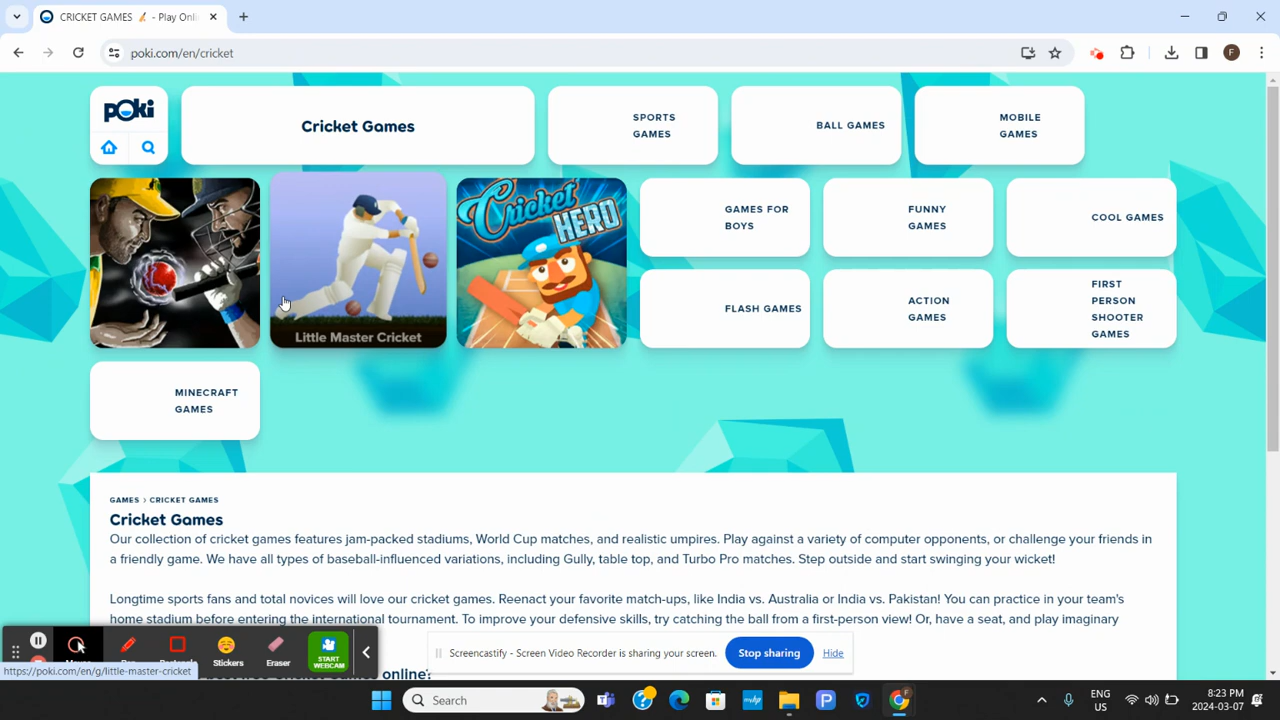 CRICKET GAMES 🏏 - Play Onli
poki.com/en/cricket
F
poki
Cricket Games
SPORTS
GAMES
BALL GAMES
MOBILE
GAMES
Little Master Cricket
Cricket
HERO
GAMES FOR
BOYS
FUNNY
GAMES
COOL GAMES
FLASH GAMES
ACTION
GAMES
FIRST
PERSON
SHOOTER
GAMES
MINECRAFT
GAMES
GAMES › CRICKET GAMES
Cricket Games
Our collection of cricket games features jam-packed stadiums, World Cup matches, and realistic umpires. Play against a variety of computer opponents, or challenge your friends in
a friendly game. We have all types of baseball-influenced variations, including Gully, table top, and Turbo Pro matches. Step outside and start swinging your wicket!
Longtime sports fans and total novices will love our cricket games. Reenact your favorite match-ups, like India vs. Australia or India vs. Pakistan! You can practice in your team's
home stadium before entering the international tournament. To improve your defensive skills, try catching the ball from a first-person view! Or, have a seat, and play imaginary
online?
Stickers
Eraser
START
WEBCAM
https://poki.com/en/g/little-master-cricket
Screencastify - Screen Video Recorder is sharing your screen.
Stop sharing
Hide
Search
ENG
US
8:23 PM
2024-03-07